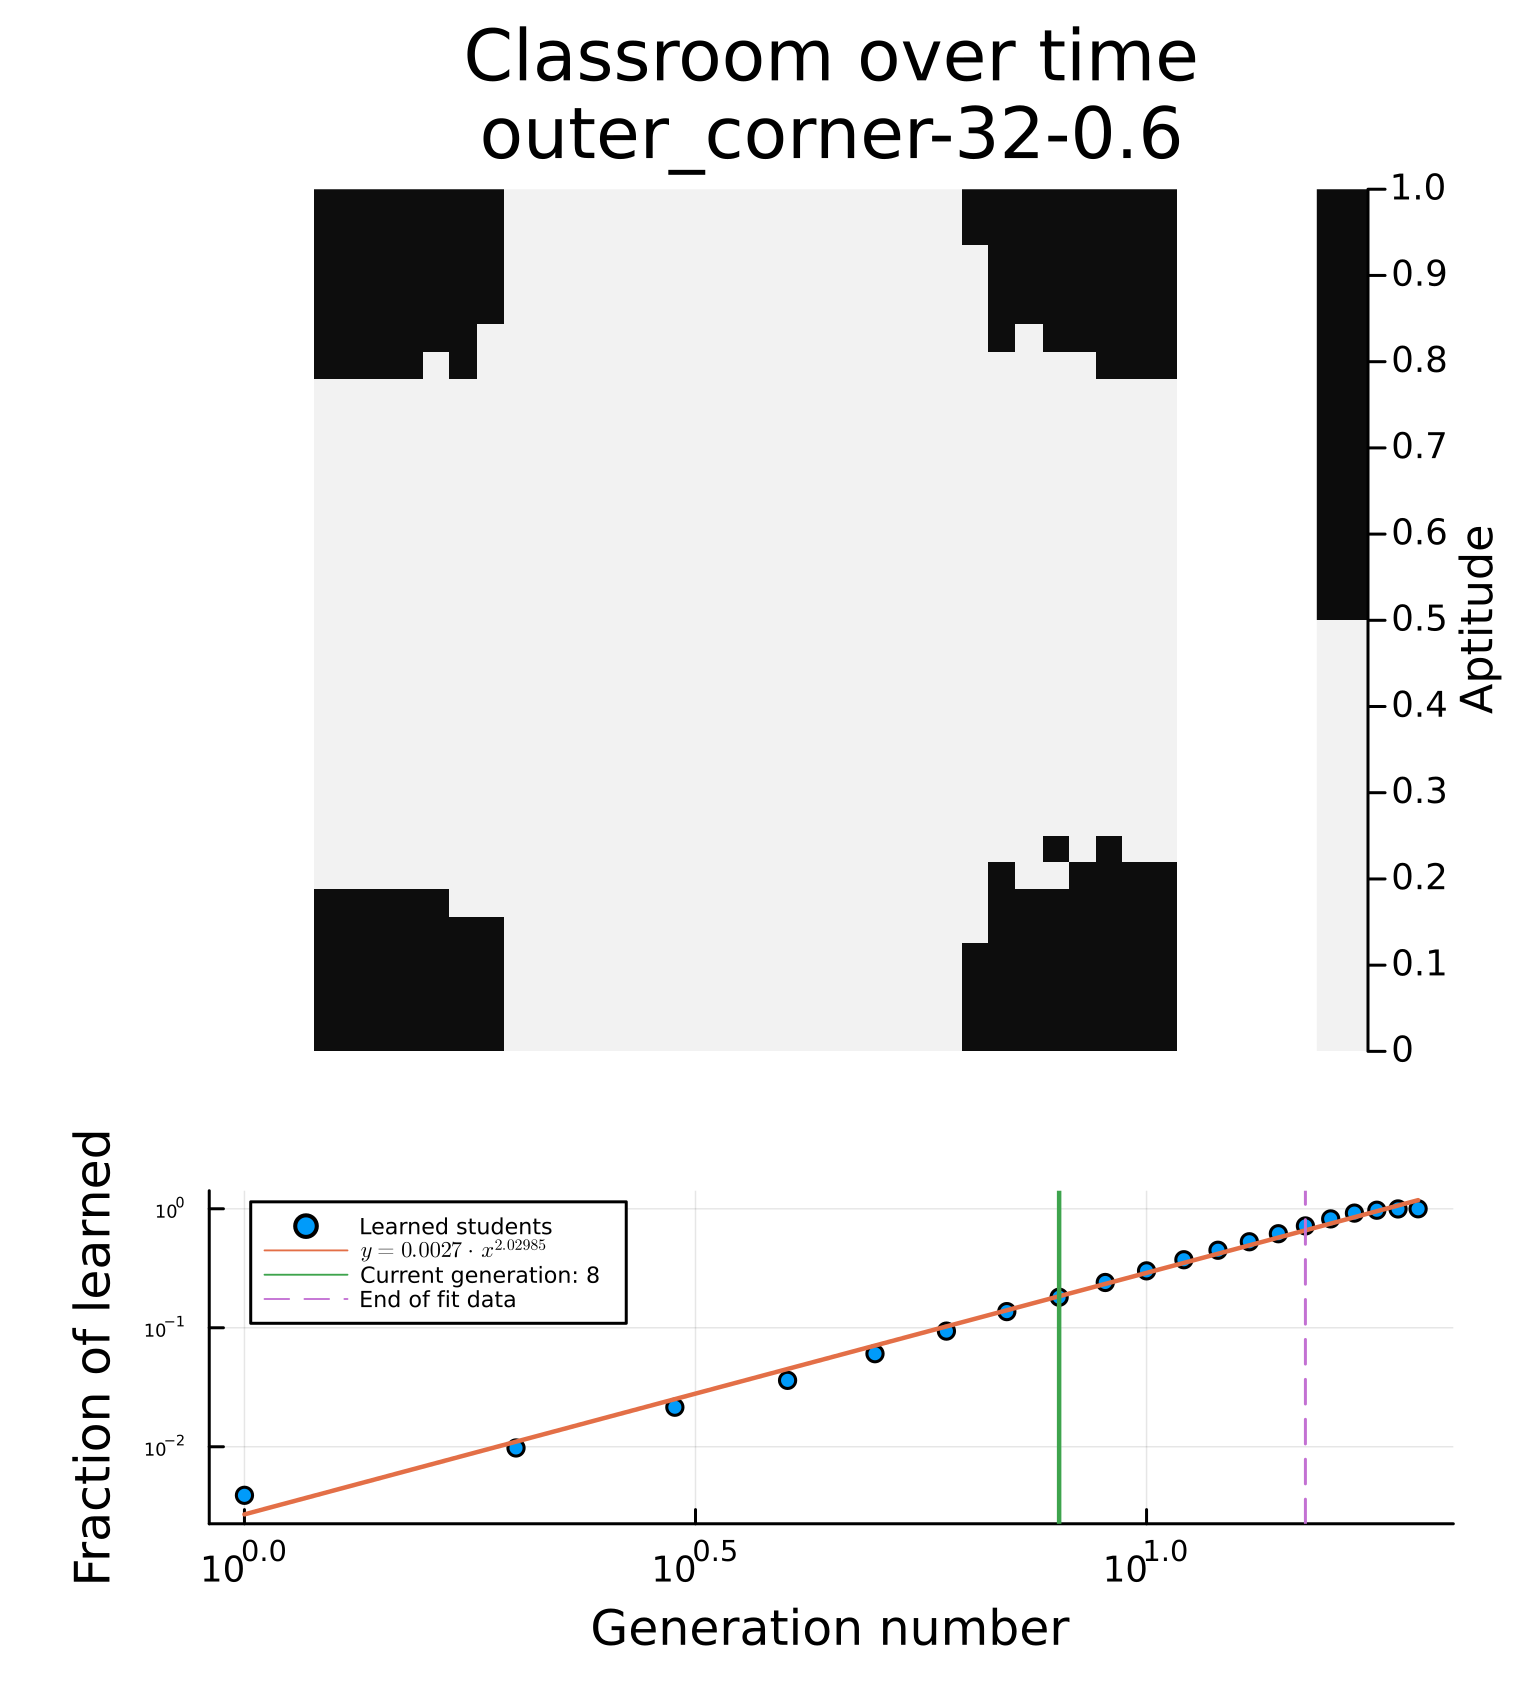 Classroom over time
outer_corner-32-0.6
1.0
0.9
0.8
0.7
0.6
0.5
0.4
0.3
0.2
0.1
0
Aptitude
Fraction of learned
10^0
10^-1
10^-2
Learned students
y = 0.0027 · x^2.02985
Current generation: 8
End of fit data
10^0.0
10^0.5
10^1.0
Generation number